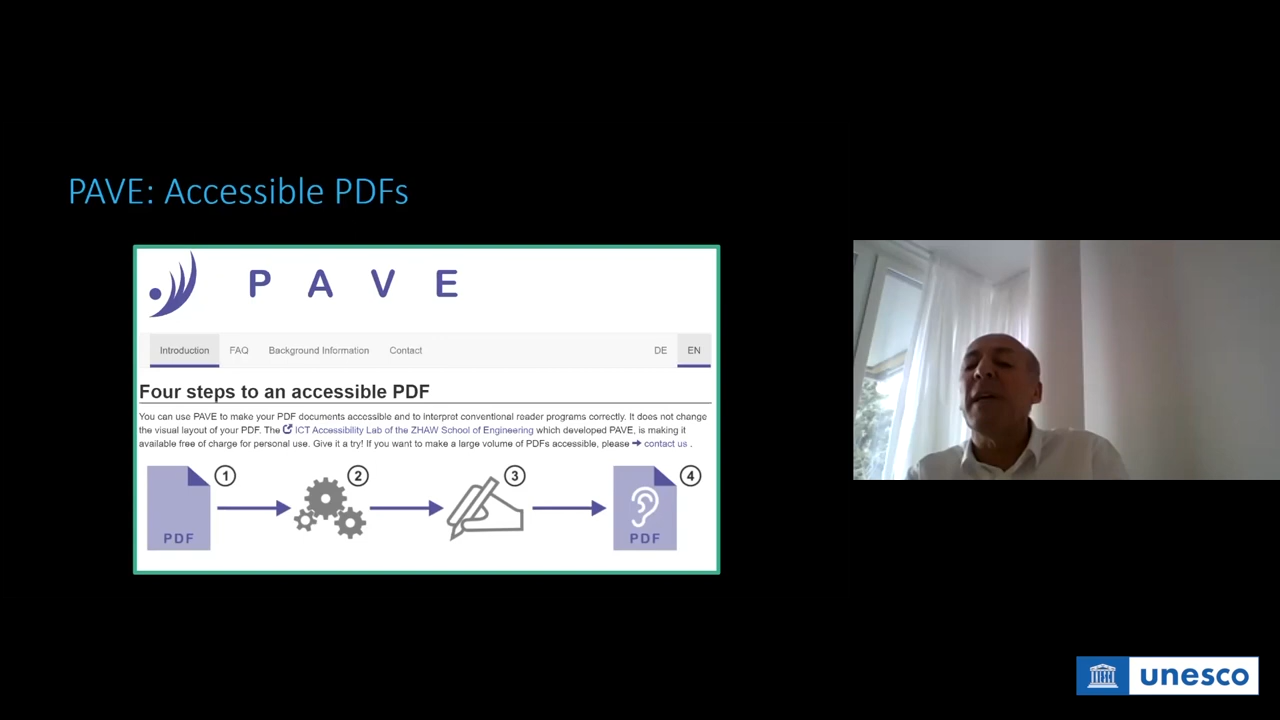 PAVE: Accessible PDFs
P A V E
Introduction FAQ Background Information Contact DE EN
Four steps to an accessible PDF
You can use PAVE to make your PDF documents accessible and to interpret conventional reader programs correctly. It does not change
the visual layout of your PDF. The ICT Accessibility Lab of the ZHAW School of Engineering which developed PAVE, is making it
available free of charge for personal use. Give it a try! If you want to make a large volume of PDFs accessible, please contact us .
1 2 3 4
PDF PDF
unesco